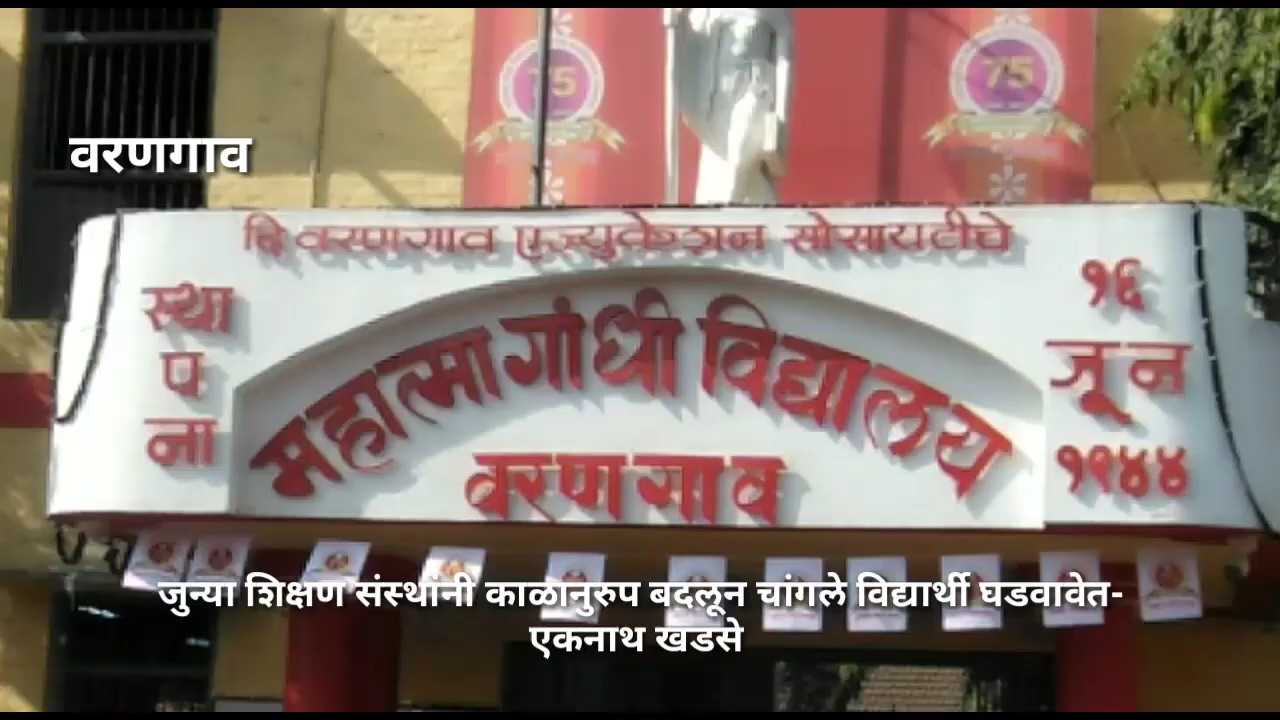 75
75
वरणगाव
दि वरणगाव एज्युकेशन सोसायटीचे
स्था
प
ना
महात्मा गांधी विद्यालय
वरणगाव
१६
जून
१९४४
जुन्या शिक्षण संस्थांनी काळानुरुप बदलून चांगले विद्यार्थी घडवावेत-
एकनाथ खडसे